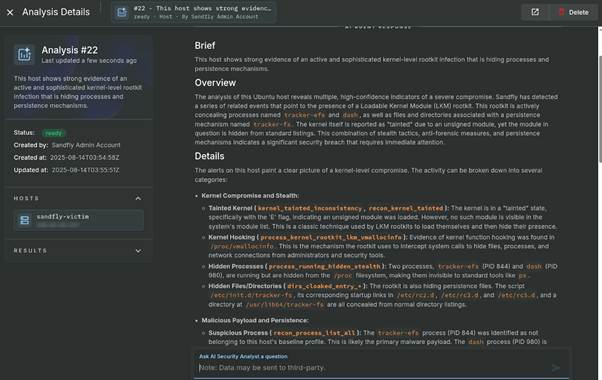 Analysis Details
#22 - This host shows strong evidenc…
ready · Host · By Sandfly Admin Account
Delete
Analysis #22
Last updated a few seconds ago
This host shows strong evidence of an
active and sophisticated kernel-level rootkit
infection that is hiding processes and
persistence mechanisms.
Status: ready
Created by: Sandfly Admin Account
Created at: 2025-08-14T03:54:58Z
Updated at: 2025-08-14T03:55:51Z
HOSTS
sandfly-victim
RESULTS
Brief
This host shows strong evidence of an active and sophisticated kernel-level rootkit infection that is hiding processes and
persistence mechanisms.
Overview
The analysis of this Ubuntu host reveals multiple, high-confidence indicators of a severe compromise. Sandfly has detected
a series of related events that point to the presence of a Loadable Kernel Module (LKM) rootkit. This rootkit is actively
concealing processes named tracker-efs and dash, as well as files and directories associated with a persistence
mechanism named tracker-fs. The kernel itself is reported as "tainted" due to an unsigned module, yet the module in
question is hidden from standard listings. This combination of stealth tactics, anti-forensic measures, and persistence
mechanisms indicates a significant security breach that requires immediate attention.
Details
The alerts on this host paint a clear picture of a kernel-level compromise. The activity can be broken down into several
categories:
• Kernel Compromise and Stealth:
Tainted Kernel (kernel_tainted_inconsistency, recon_kernel_tainted): The kernel is in a "tainted" state,
specifically with the 'E' flag, indicating an unsigned module was loaded. However, no such module is visible in the
system's module list. This is a classic technique used by LKM rootkits to load themselves and then hide their presence.
Kernel Hooking (process_kernel_rootkit_lkm_vmallocinfo): Evidence of kernel function hooking was found in
/proc/vmallocinfo. This is the mechanism the rootkit uses to intercept system calls to hide files, processes, and
network connections from administrators and security tools.
Hidden Processes (process_running_hidden_stealth): Two processes, tracker-efs (PID 844) and dash (PID
980), are running but are hidden from the /proc filesystem, making them invisible to standard tools like ps.
Hidden Files/Directories (dirs_cloaked_entry_*): The rootkit is also hiding persistence files. The script
/etc/init.d/tracker-fs, its corresponding startup links in /etc/rc2.d, /etc/rc3.d, and /etc/rc5.d, and a
directory at /usr/lib64/tracker-fs are all concealed from normal directory listings.
• Malicious Payload and Persistence:
Suspicious Process (recon_process_list_all): The tracker-efs process (PID 844) was identified as not
belonging to this host's baseline profile. This is likely the primary malware payload. The dash process (PID 980) is
Ask AI Security Analyst a question
Note: Data may be sent to third-party.